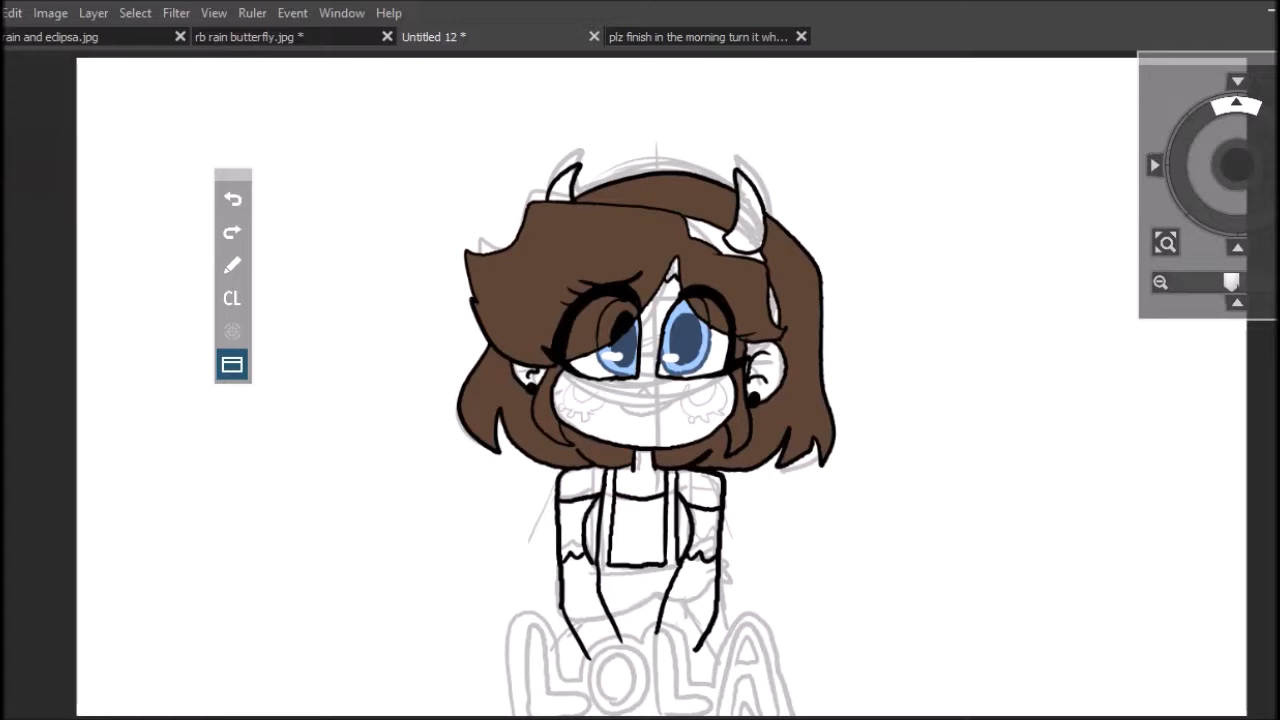 Edit Image Layer Select Filter View Ruler Event Window Help
rain and eclipsa.jpg rb rain butterfly.jpg * Untitled 12 * plz finish in the morning turn it wh...
CL
LOLA